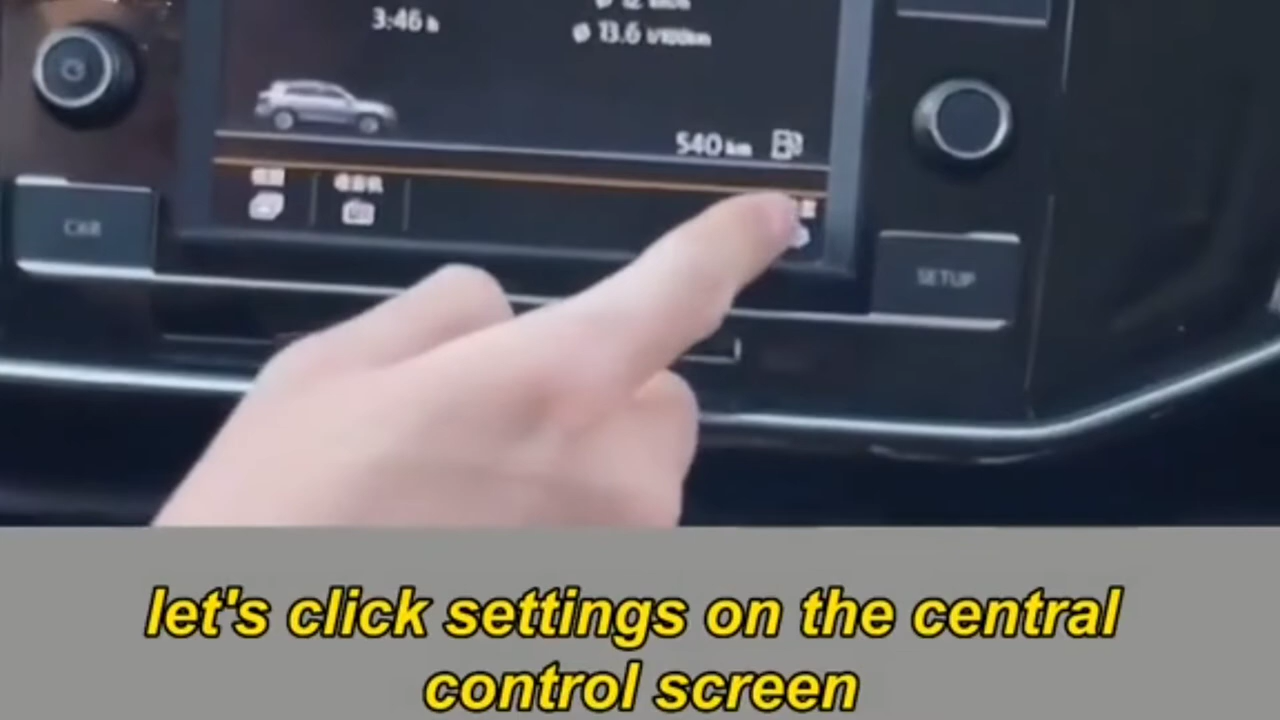 3:46 h
13.6 l/100km
540 km
CAR
SETUP
let's click settings on the central
control screen